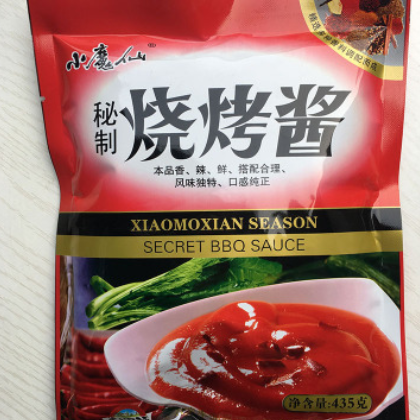 小魔仙®
秘制
烧烤酱
本品香、辣、鲜、搭配合理、
风味独特、口感纯正
XIAOMOXIAN SEASON
SECRET BBQ SAUCE
净含量:435克